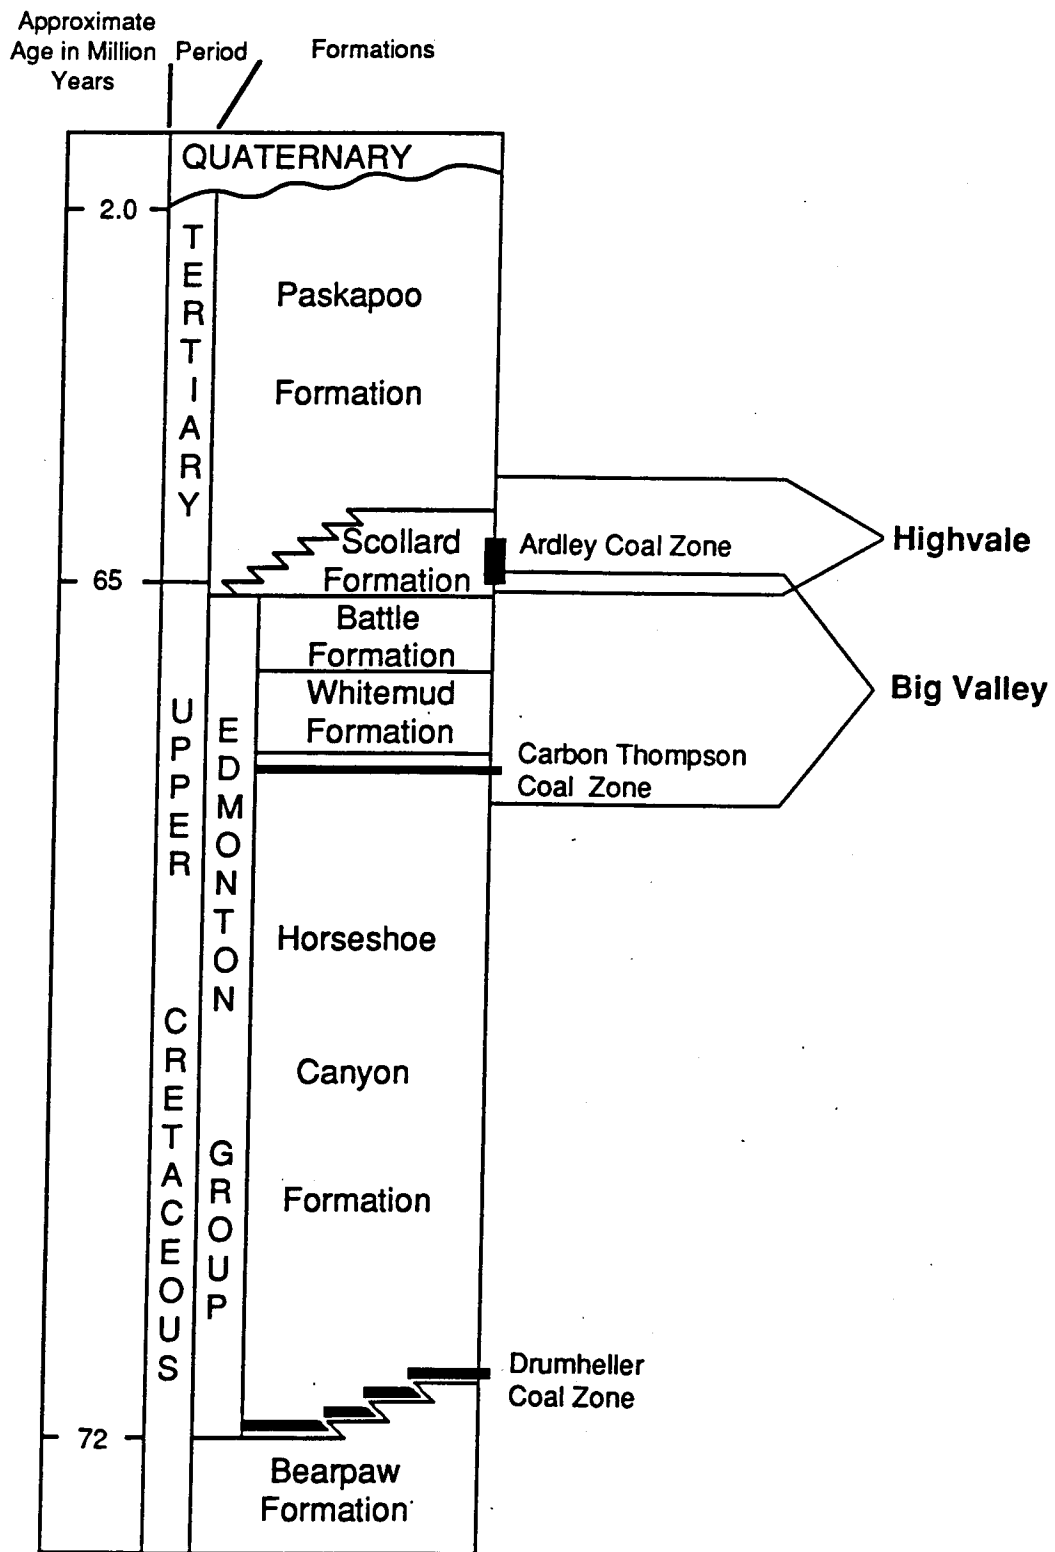 Approximate
Age in Million
Years
Period
Formations
QUATERNARY
2.0
TERTIARY
Paskapoo
Formation
Scollard
Formation
Ardley Coal Zone
Highvale
65
Battle
Formation
Whitemud
Formation
Big Valley
Carbon Thompson
Coal Zone
UPPER CRETACEOUS
EDMONTON GROUP
Horseshoe
Canyon
Formation
Drumheller
Coal Zone
72
Bearpaw
Formation